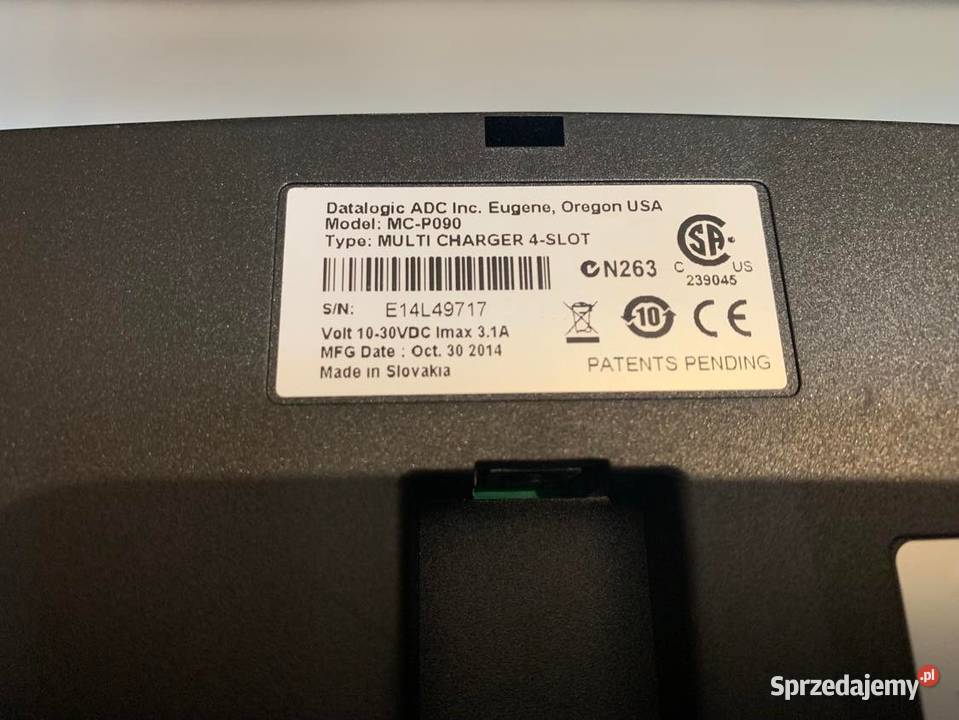 Datalogic ADC Inc. Eugene, Oregon USA
Model: MC-P090
Type: MULTI CHARGER 4-SLOT
N263
SA
C US
239045
S/N: E14L49717
Volt 10-30VDC Imax 3.1A
MFG Date : Oct. 30 2014
Made in Slovakia
10
CE
PATENTS PENDING
Sprzedajemy.pl